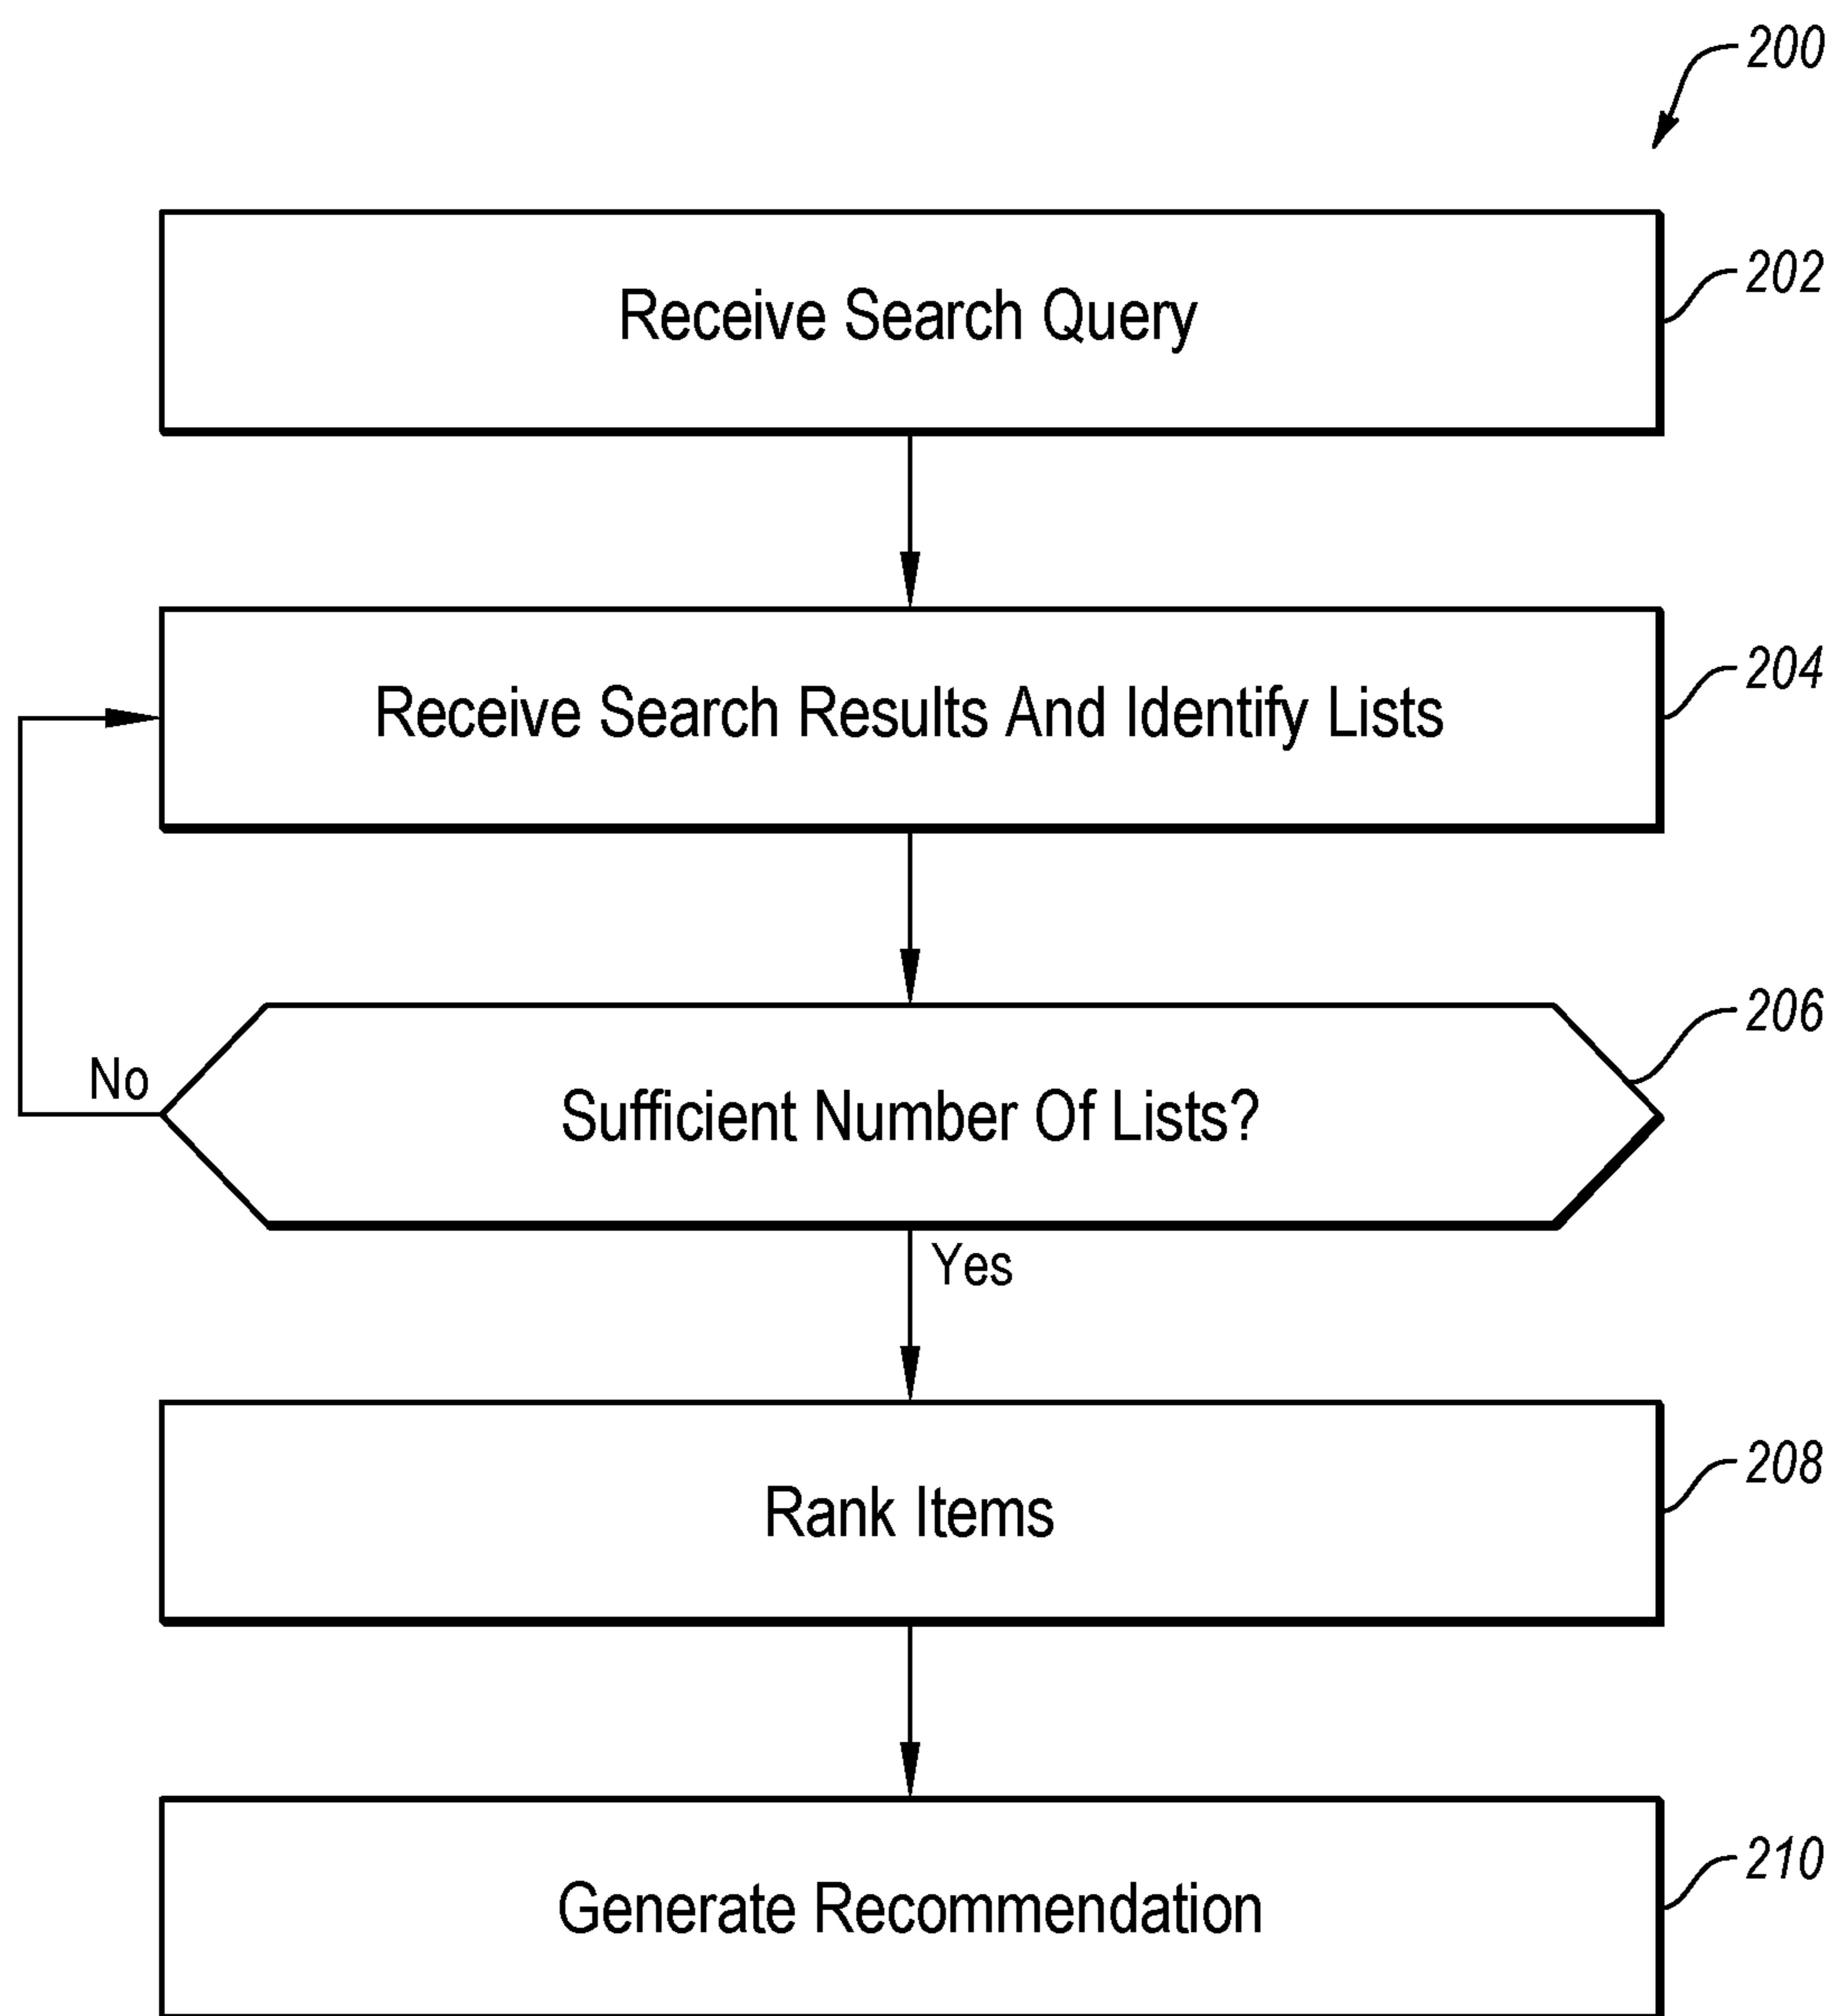 200
Receive Search Query
202
Receive Search Results And Identify Lists
204
206
No
Sufficient Number Of Lists?
Yes
208
Rank Items
210
Generate Recommendation